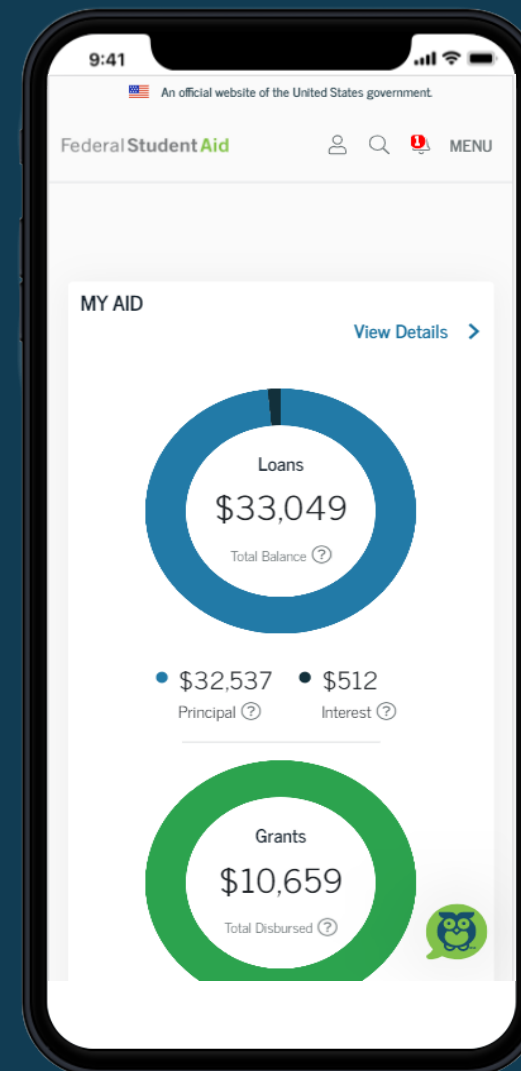 9:41
An official website of the United States government.
Federal Student Aid
1
MENU
MY AID
View Details
Loans
$33,049
Total Balance ?
$32,537 $512
Principal ? Interest ?
Grants
$10,659
Total Disbursed ?